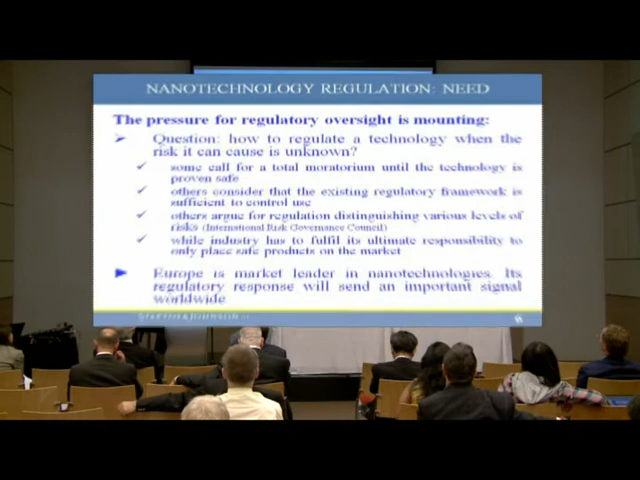 NANOTECHNOLOGY REGULATION: NEED
The pressure for regulatory oversight is mounting:
Question: how to regulate a technology when the
risk it can cause is unknown?
some call for a total moratorium until the technology is
proven safe
others consider that the existing regulatory framework is
sufficient to control use
others argue for regulation distinguishing various levels of
risks (International Risk Governance Council)
while industry has to fulfil its ultimate responsibility to
only place safe products on the market
Europe is market leader in nanotechnologies. Its
regulatory response will send an important signal
worldwide